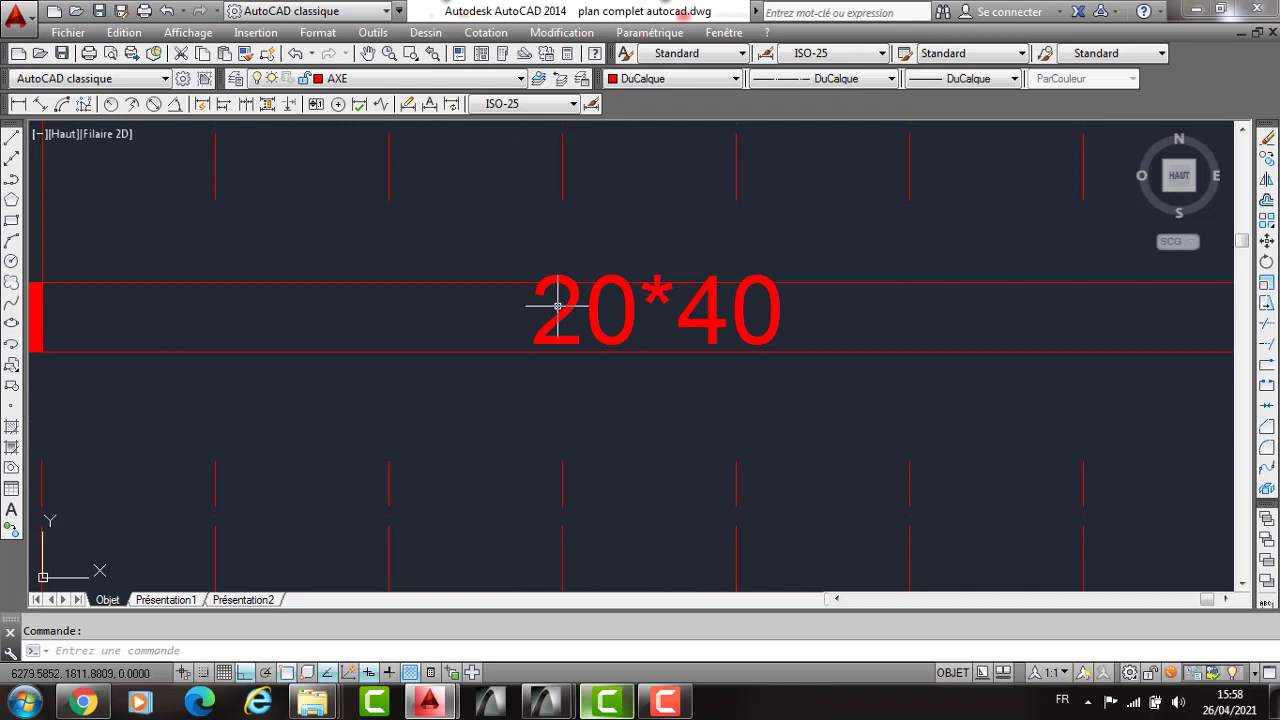 AutoCAD classique
Autodesk AutoCAD 2014 plan complet autocad.dwg
Entrez mot-clé ou expression
Se connecter
Fichier Edition Affichage Insertion Format Outils Dessin Cotation Modification Paramétrique Fenêtre ?
Standard ISO-25 Standard Standard
AutoCAD classique AXE DuCalque DuCalque DuCalque ParCouleur
ISO-25
[−][Haut][Filaire 2D]
N
O HAUT E
S
SCG
20*40
Y
X
Objet Présentation1 Présentation2
Commande:
Entrez une commande
6279.5852, 1811.8809, 0.0000 OBJET 1:1
FR 15:58
26/04/2021